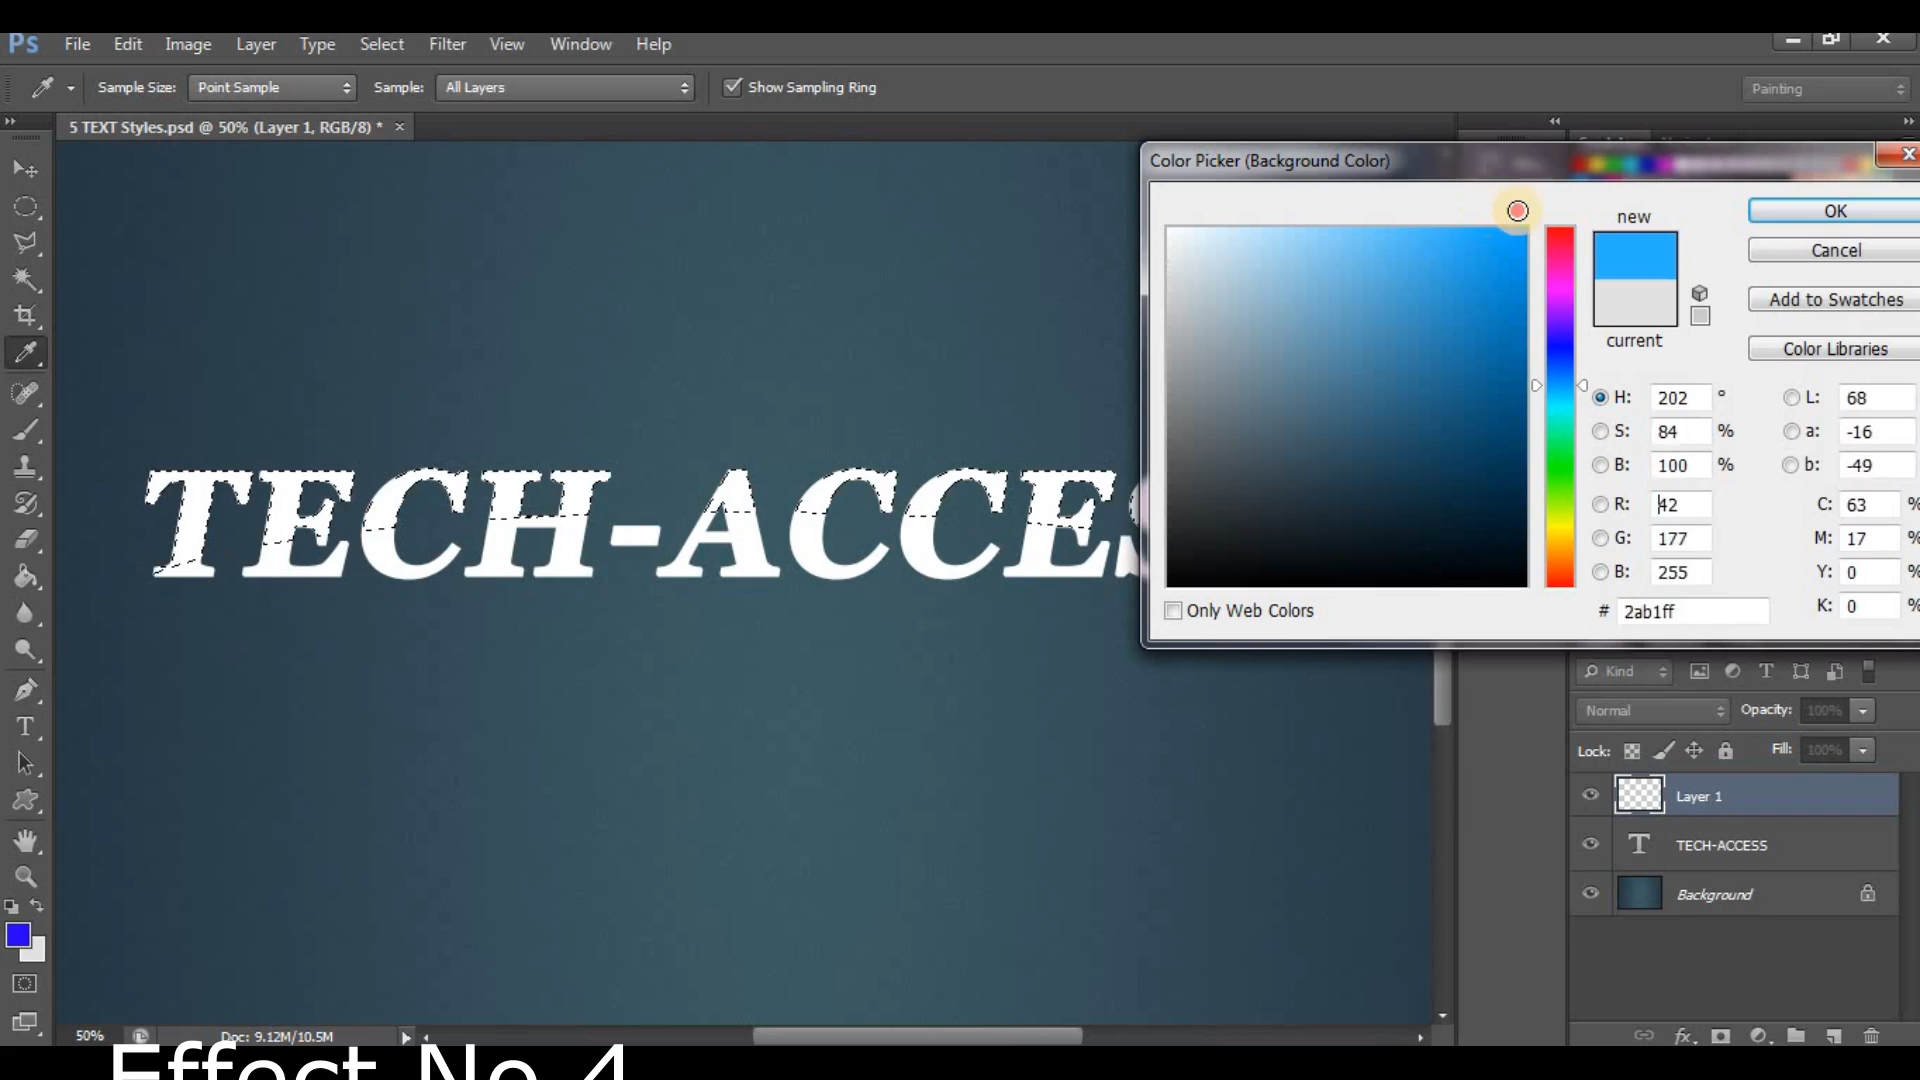 Ps File Edit Image Layer Type Select Filter View Window Help
Sample Size: Point Sample Sample: All Layers Show Sampling Ring Painting
5 TEXT Styles.psd @ 50% (Layer 1, RGB/8) *
Color Picker (Background Color)
new
OK
Cancel
Add to Swatches
current
Color Libraries
H: 202 ° L: 68
S: 84 % a: -16
B: 100 % b: -49
R: 42 C: 63 %
G: 177 M: 17 %
B: 255 Y: 0 %
# 2ab1ff K: 0 %
Only Web Colors
TECH-ACCES
Kind
Normal Opacity: 100%
Lock: Fill: 100%
Layer 1
TECH-ACCESS
Background
50% Doc: 9.12M/10.5M
fx
Effect No 4